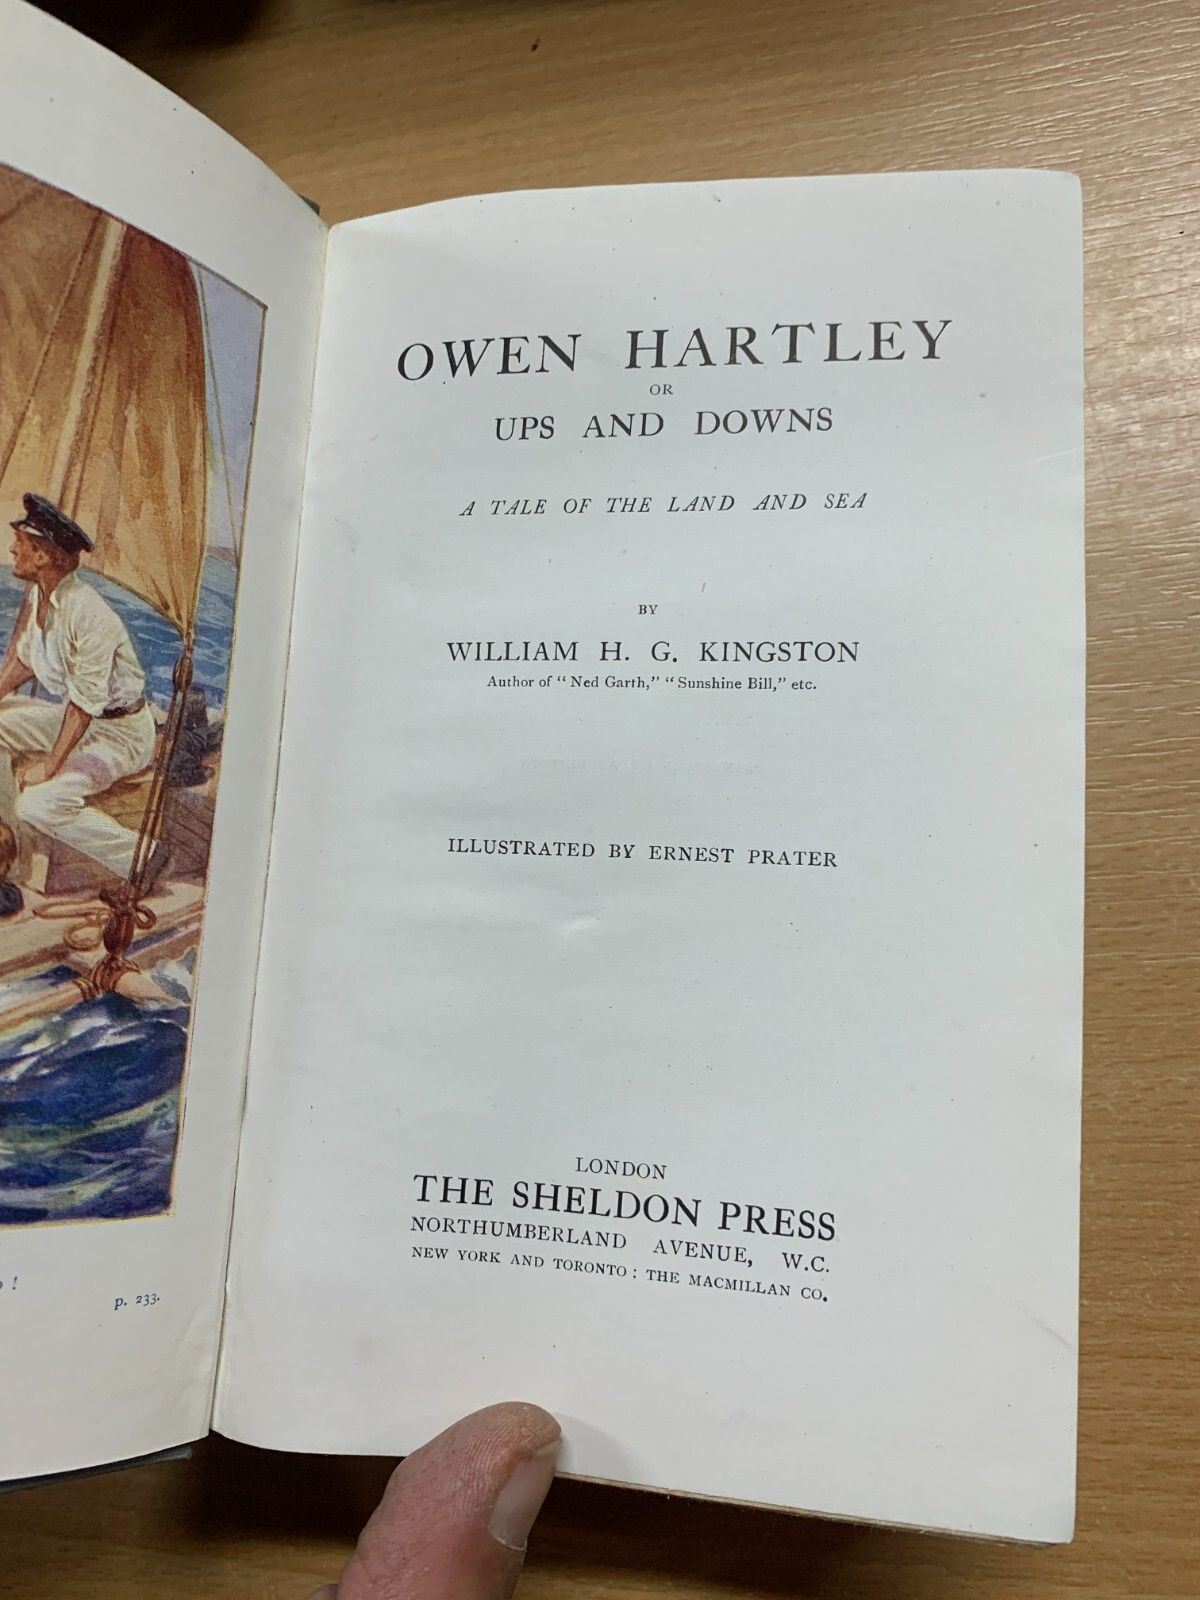 OWEN HARTLEY
OR
UPS AND DOWNS
A TALE OF THE LAND AND SEA
BY
WILLIAM H. G. KINGSTON
Author of "Ned Garth," "Sunshine Bill," etc.
ILLUSTRATED BY ERNEST PRATER
LONDON
THE SHELDON PRESS
NORTHUMBERLAND AVENUE, W.C.
NEW YORK AND TORONTO: THE MACMILLAN CO.
p. 233.